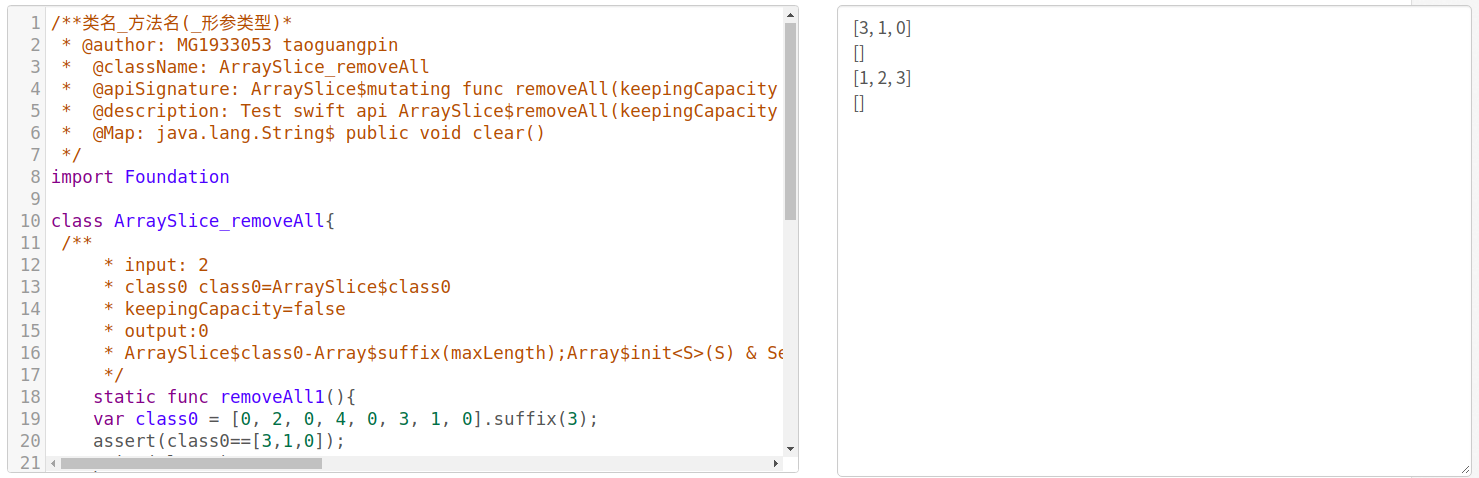 1 /**类名_方法名(_形参类型)*
2 * @author: MG1933053 taoguangpin
3 * @className: ArraySlice_removeAll
4 * @apiSignature: ArraySlice$mutating func removeAll(keepingCapacity
5 * @description: Test swift api ArraySlice$removeAll(keepingCapacity
6 * @Map: java.lang.String$ public void clear()
7 */
8 import Foundation
9
10 class ArraySlice_removeAll{
11 /**
12 * input: 2
13 * class0 class0=ArraySlice$class0
14 * keepingCapacity=false
15 * output:0
16 * ArraySlice$class0-Array$suffix(maxLength);Array$init<S>(S) & Se
17 */
18 static func removeAll1(){
19 var class0 = [0, 2, 0, 4, 0, 3, 1, 0].suffix(3);
20 assert(class0==[3,1,0]);
21
[3, 1, 0]
[]
[1, 2, 3]
[]